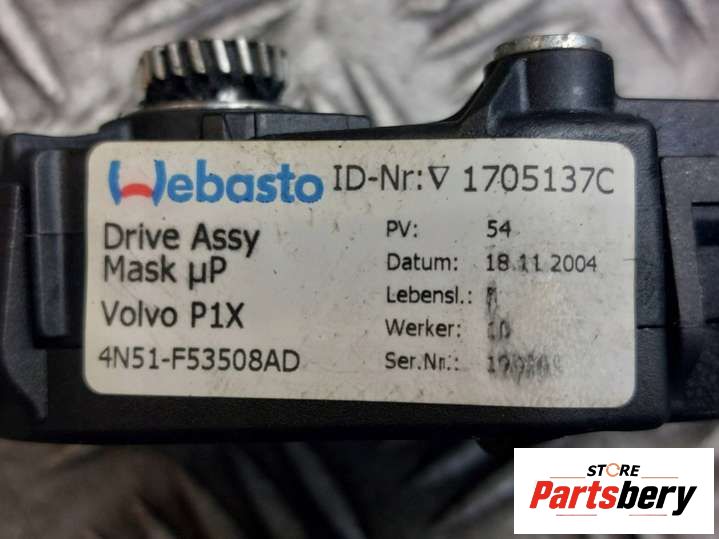 Webasto ID-Nr: ∇ 1705137C
Drive Assy
Mask µP
Volvo P1X
4N51-F53508AD
PV: 54
Datum: 18.11.2004
Lebensl.:
Werker: 10
Ser.Nr.:
STORE
Partsbery